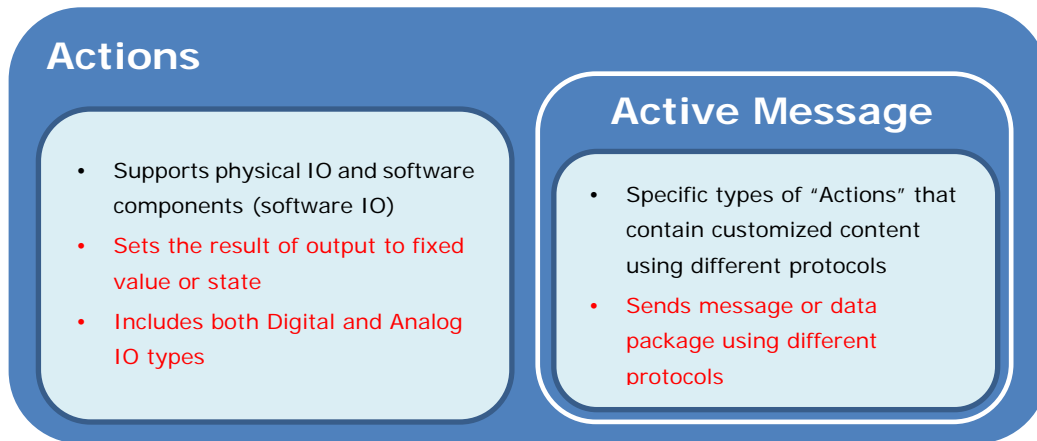 Actions
• Supports physical IO and software
components (software IO)
• Sets the result of output to fixed
value or state
• Includes both Digital and Analog
IO types
Active Message
• Specific types of “Actions” that
contain customized content
using different protocols
• Sends message or data
package using different
protocols